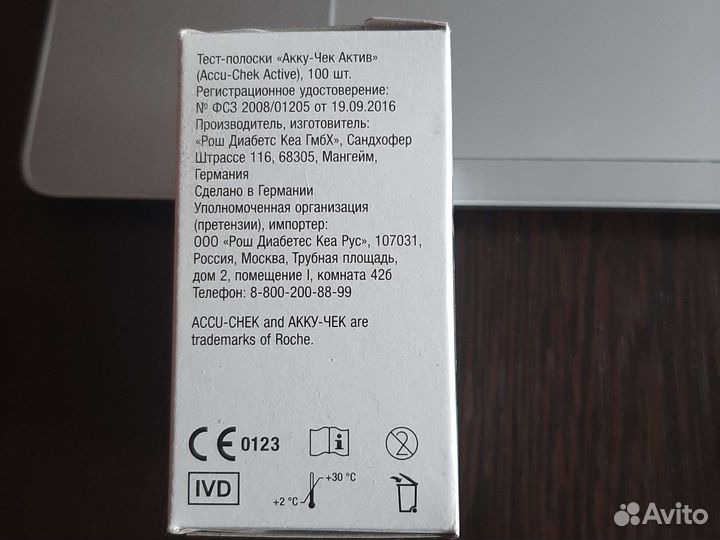 Тест-полоски «Акку-Чек Актив»
(Accu-Chek Active), 100 шт.
Регистрационное удостоверение:
№ ФСЗ 2008/01205 от 19.09.2016
Производитель, изготовитель:
«Рош Диабетс Кеа ГмбХ», Сандхофер
Штрассе 116, 68305, Мангейм,
Германия
Сделано в Германии
Уполномоченная организация
(претензии), импортер:
ООО «Рош Диабетес Кеа Рус», 107031,
Россия, Москва, Трубная площадь,
дом 2, помещение I, комната 42б
Телефон: 8-800-200-88-99
ACCU-CHEK and АККУ-ЧЕК are
trademarks of Roche.
CE 0123
i
2
IVD
+2 °C
+30 °C
Avito